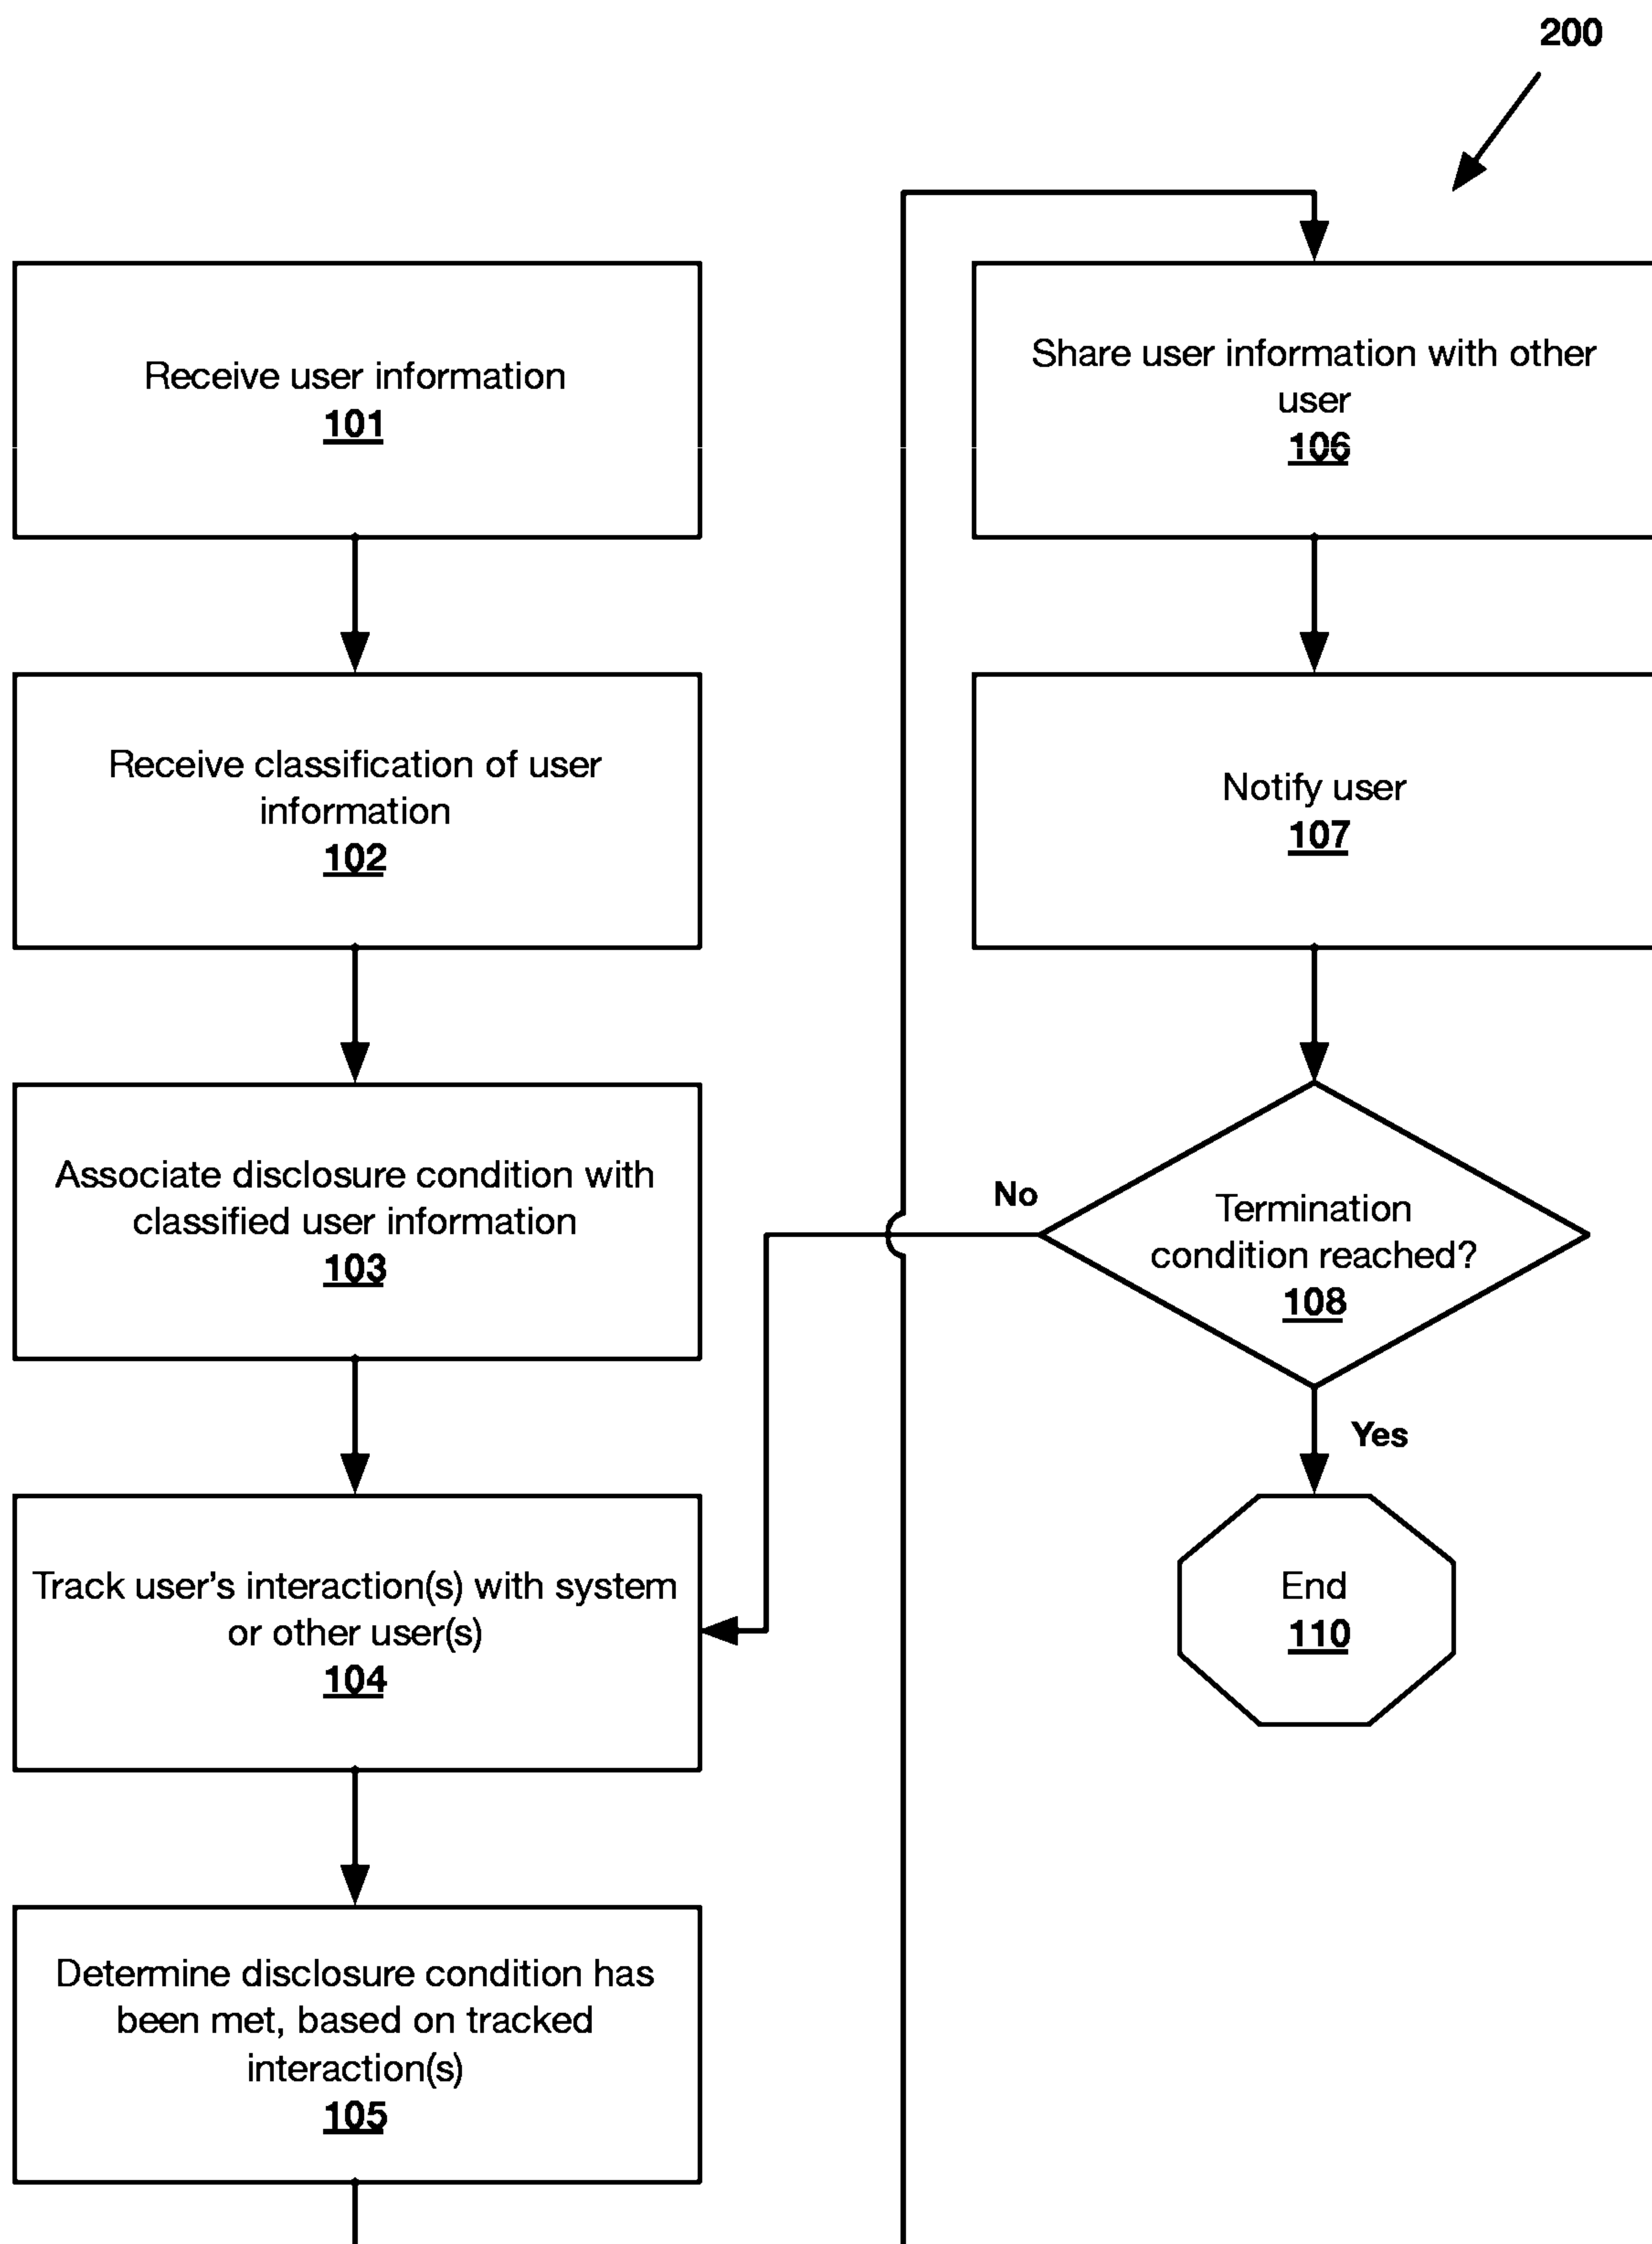 200
Receive user information
101
Receive classification of user
information
102
Associate disclosure condition with
classified user information
103
Track user's interaction(s) with system
or other user(s)
104
Determine disclosure condition has
been met, based on tracked
interaction(s)
105
Share user information with other
user
106
Notify user
107
Termination
condition reached?
108
No
Yes
End
110